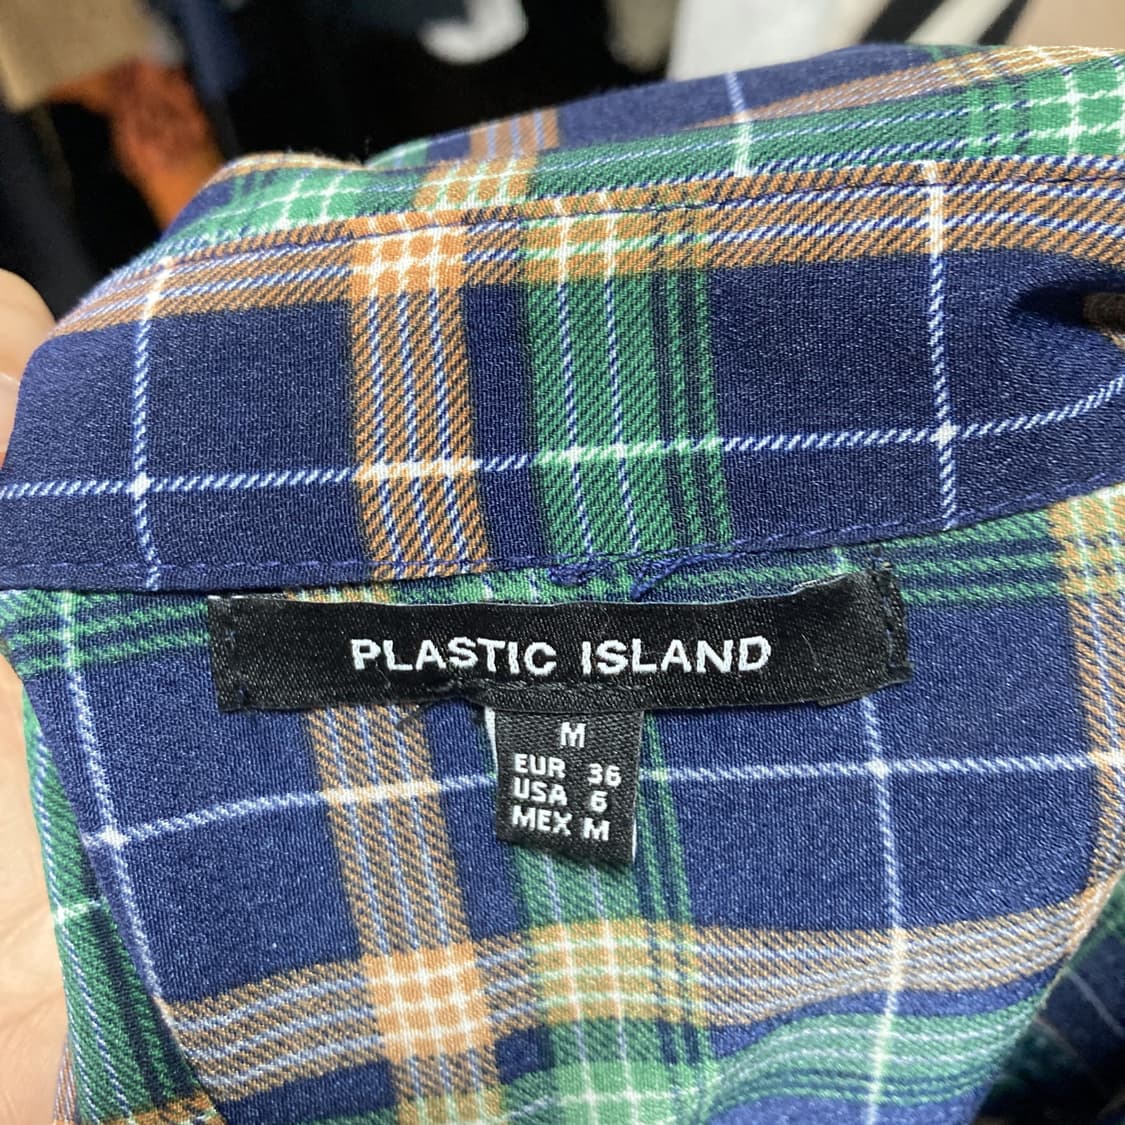 PLASTIC ISLAND
M
EUR 36
USA 6
MEX M